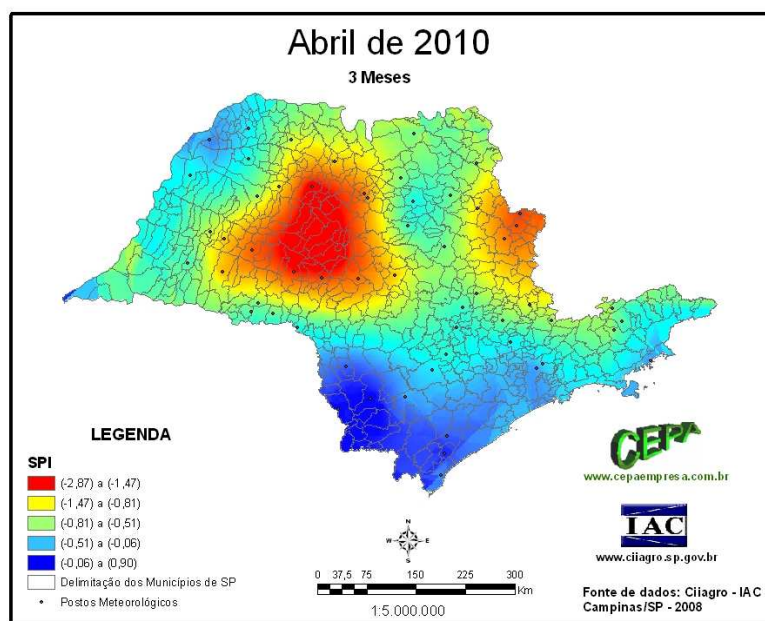 Abril de 2010
3 Meses
LEGENDA
SPI
(-2,87) a (-1,47)
(-1,47) a (-0,81)
(-0,81) a (-0,51)
(-0,51) a (-0,06)
(-0,06) a (0,90)
Delimitação dos Municípios de SP
Postos Meteorológicos
N
W E
S
0 37,5 75 150 225 300
Km
1:5.000.000
CEPA
www.cepaempresa.com.br
IAC
www.ciiagro.sp.gov.br
Fonte de dados: Ciiagro - IAC
Campinas/SP - 2008